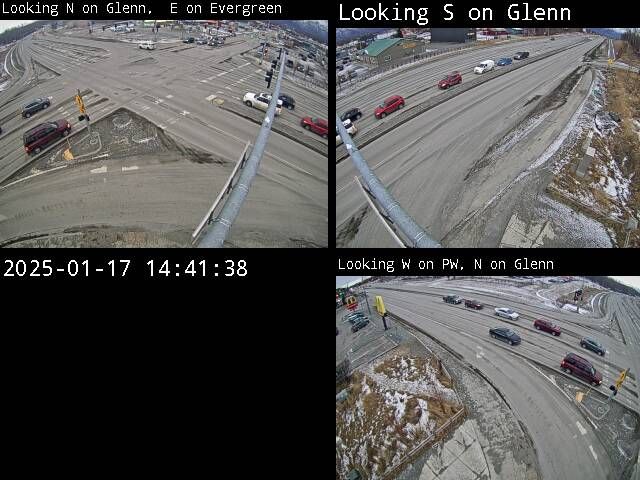 Looking N on Glenn, E on Evergreen
Looking S on Glenn
2025-01-17 14:41:38
Looking W on PW, N on Glenn